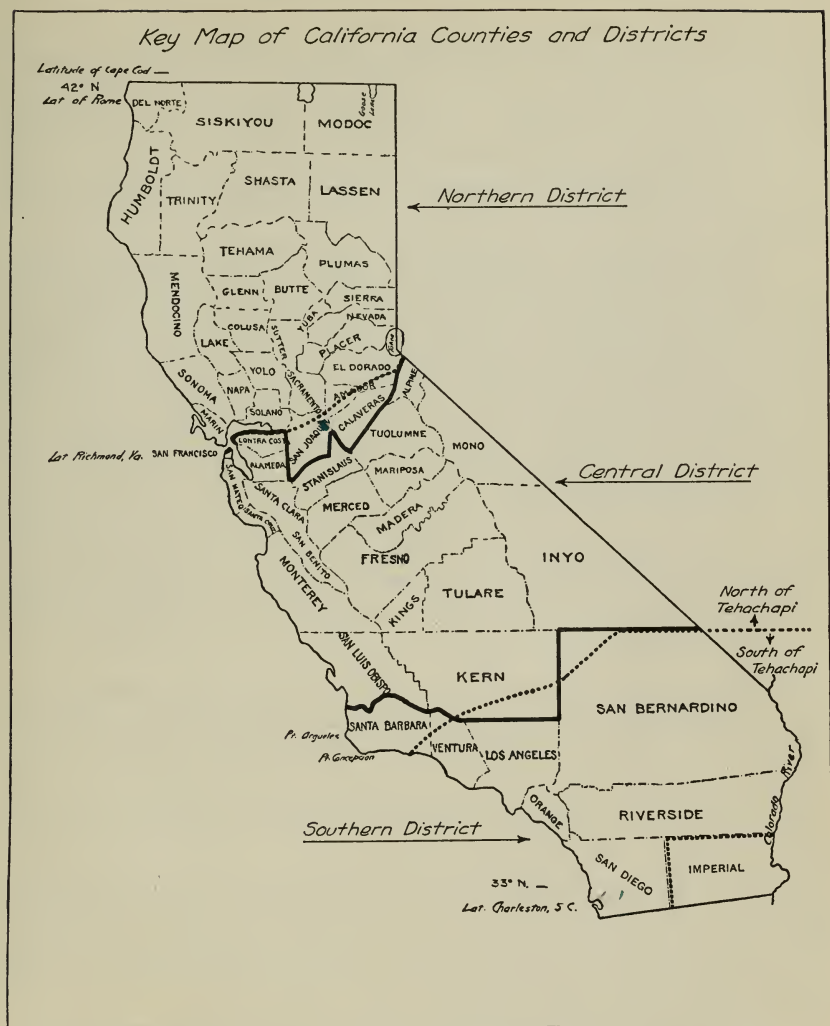 Key Map of California Counties and Districts
Latitude of Cape Cod
42° N
Lat of Rome
DEL NORTE
SISKIYOU
MODOC
GOOSE LAKE
HUMBOLDT
TRINITY
SHASTA
LASSEN
Northern District
TEHAMA
PLUMAS
MENDOCINO
GLENN
BUTTE
SIERRA
NEVADA
YUBA
COLUSA
SUTTER
LAKE
PLACER
TAHOE
EL DORADO
YOLO
SONOMA
NAPA
SACRAMENTO
AMADOR
ALPINE
SOLANO
CALAVERAS
MARIN
Lat Richmond, Va.
SAN FRANCISCO
CONTRA COSTA
SAN JOAQUIN
TUOLUMNE
MONO
ALAMEDA
STANISLAUS
MARIPOSA
Central District
SAN MATEO
SANTA CLARA
SANTA CRUZ
MERCED
MADERA
SAN BENITO
FRESNO
INYO
MONTEREY
KINGS
TULARE
North of
Tehachapi
South of
Tehachapi
SAN LUIS OBISPO
KERN
SAN BERNARDINO
SANTA BARBARA
Pt. Arguelas
VENTURA
LOS ANGELES
Pt. Concepcion
Colorado River
ORANGE
RIVERSIDE
Southern District
SAN DIEGO
IMPERIAL
33° N.
Lat. Charleston, S C.